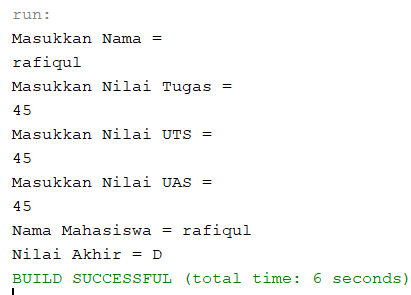 run:
Masukkan Nama =
rafiqul
Masukkan Nilai Tugas =
45
Masukkan Nilai UTS =
45
Masukkan Nilai UAS =
45
Nama Mahasiswa = rafiqul
Nilai Akhir = D
BUILD SUCCESSFUL (total time: 6 seconds)